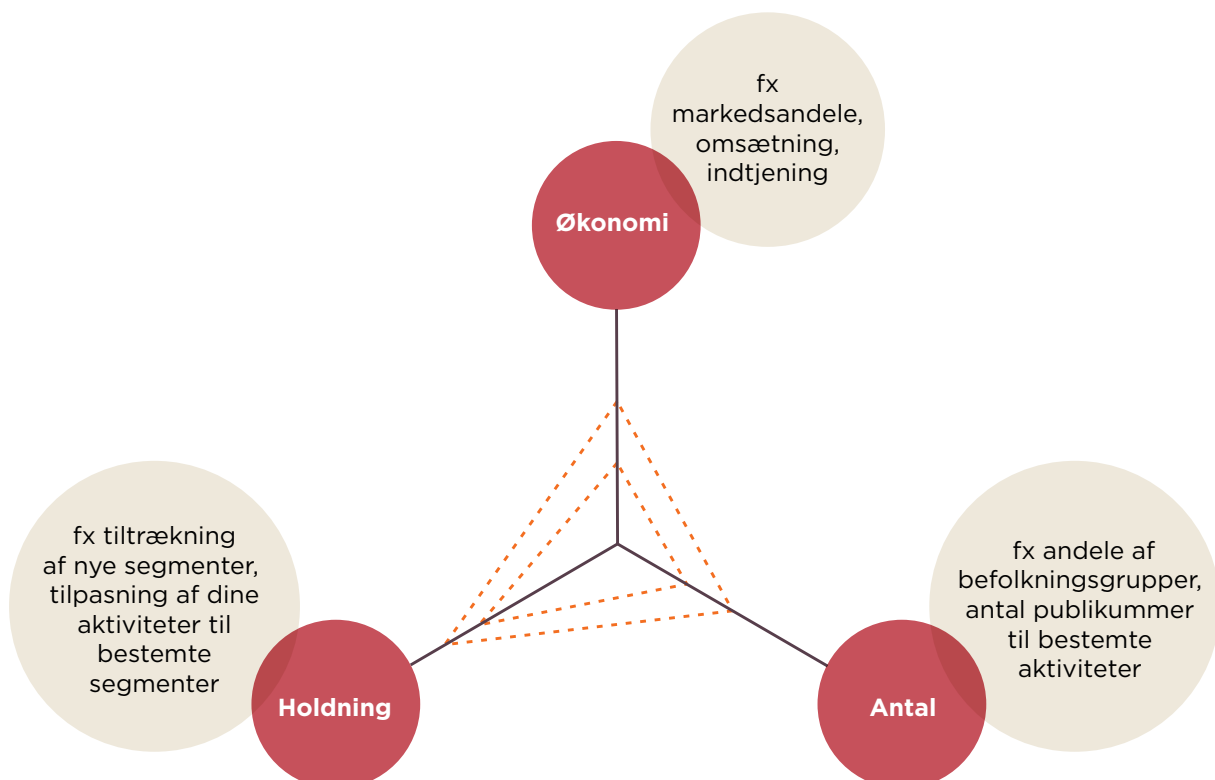 fx
markedsandele,
omsætning,
indtjening
Økonomi
fx tiltrækning
af nye segmenter,
tilpasning af dine
aktiviteter til
bestemte
segmenter
Holdning
fx andele af
befolkningsgrupper,
antal publikummer
til bestemte
aktiviteter
Antal